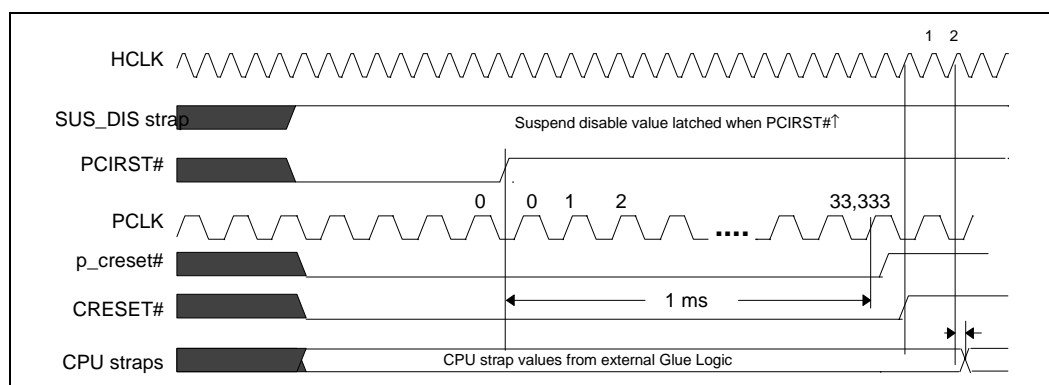 1 2
HCLK
SUS_DIS strap
Suspend disable value latched when PCIRST#↑
PCIRST#
0 0 1 2 33,333
PCLK
....
p_creset#
1 ms
CRESET#
CPU straps
CPU strap values from external Glue Logic